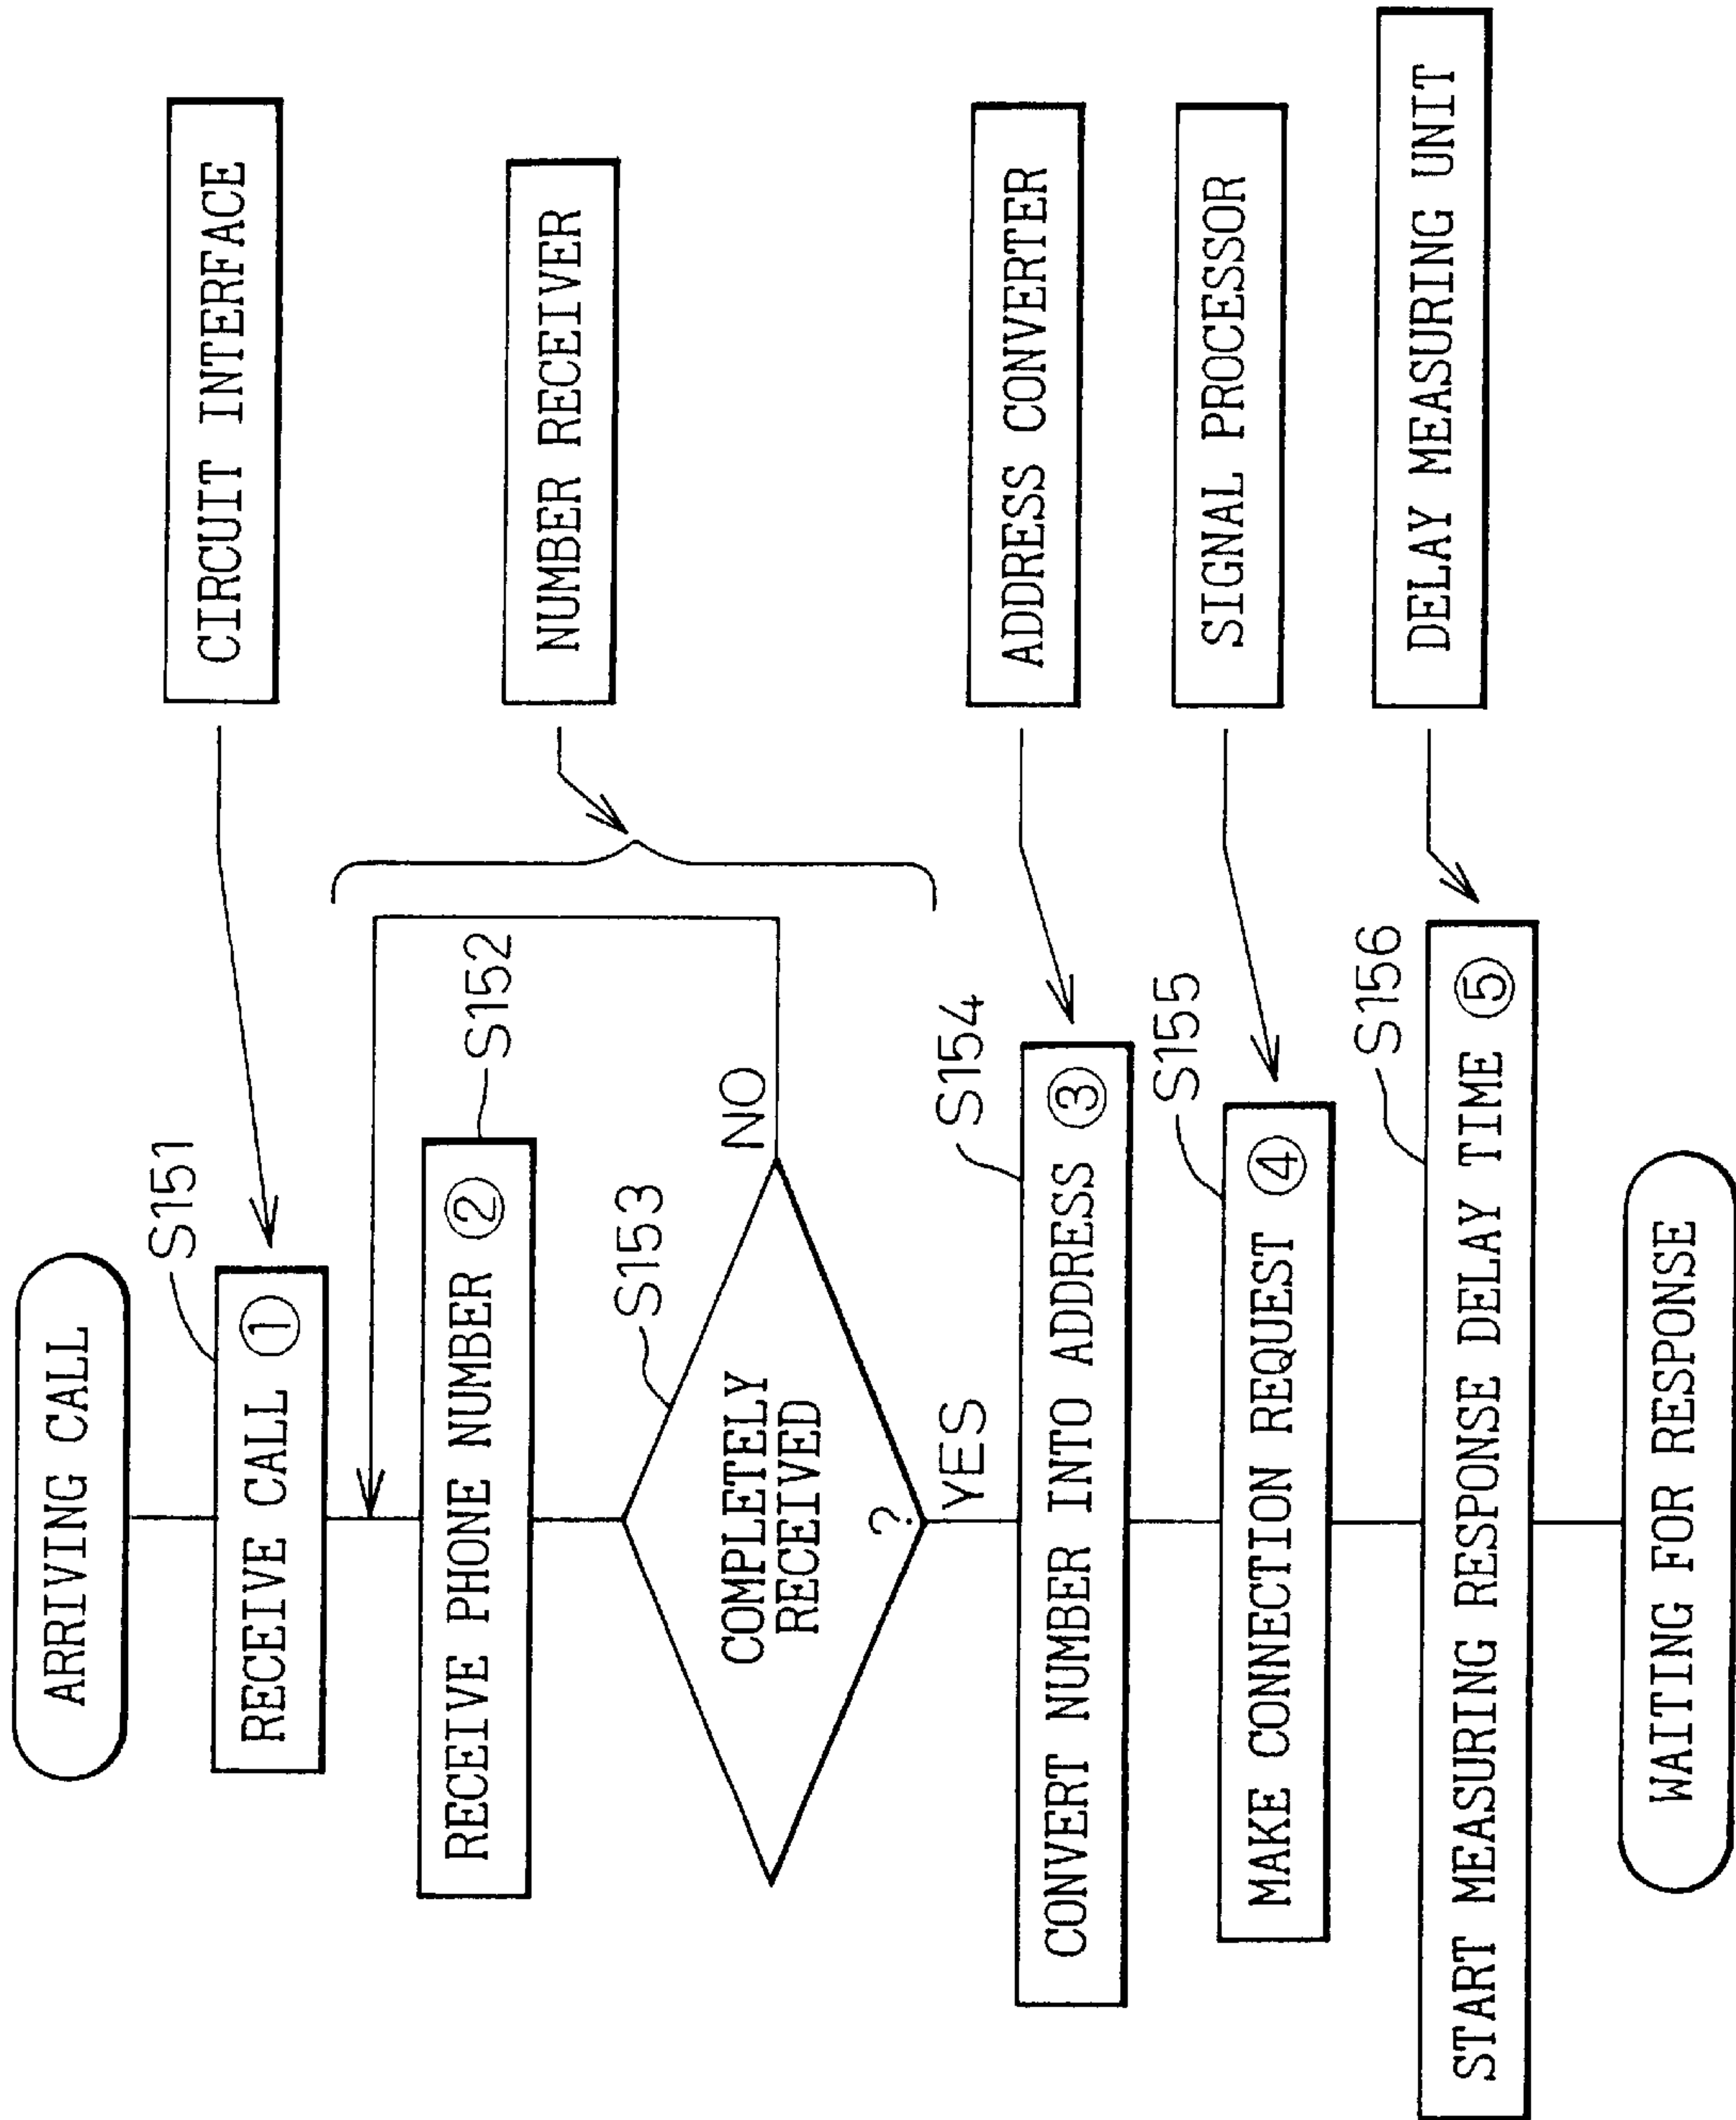 ARRIVING CALL
S151
RECEIVE CALL ①
CIRCUIT INTERFACE
S152
RECEIVE PHONE NUMBER ②
NUMBER RECEIVER
S153
COMPLETELY
RECEIVED
?
NO
YES
S154
CONVERT NUMBER INTO ADDRESS ③
ADDRESS CONVERTER
S155
MAKE CONNECTION REQUEST ④
SIGNAL PROCESSOR
S156
START MEASURING RESPONSE DELAY TIME ⑤
DELAY MEASURING UNIT
WAITING FOR RESPONSE